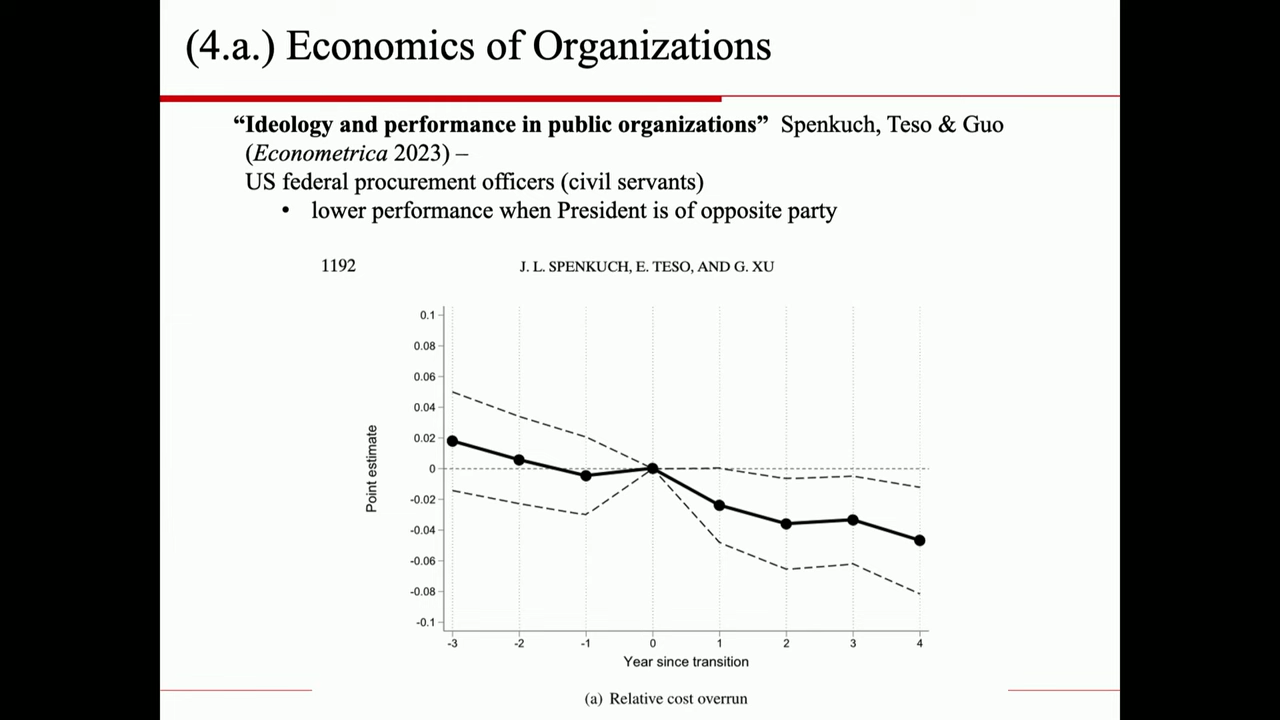 (4.a.) Economics of Organizations
“Ideology and performance in public organizations” Spenkuch, Teso & Guo
(Econometrica 2023) –
US federal procurement officers (civil servants)
• lower performance when President is of opposite party
1192 J. L. SPENKUCH, E. TESO, AND G. XU
0.1
0.08
0.06
0.04
0.02
0
-0.02
-0.04
-0.06
-0.08
-0.1
Point estimate
-3 -2 -1 0 1 2 3 4
Year since transition
(a) Relative cost overrun